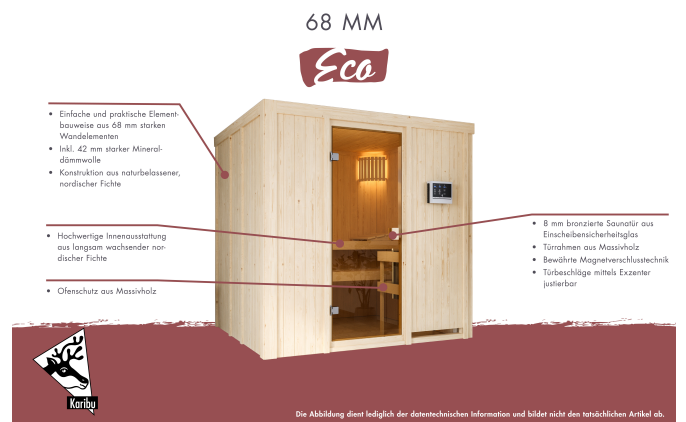 68 MM
Eco
• Einfache und praktische Element-
bauweise aus 68 mm starken
Wandelementen
• Inkl. 42 mm starker Mineral-
dämmwolle
• Konstruktion aus naturbelassener,
nordischer Fichte
• Hochwertige Innenausstattung
aus langsam wachsender nor-
discher Fichte
• Ofenschutz aus Massivholz
• 8 mm bronzierte Saunatür aus
Einscheibensicherheitsglas
• Türrahmen aus Massivholz
• Bewährte Magnetverschlusstechnik
• Türbeschläge mittels Exzenter
justierbar
Karibu
Die Abbildung dient lediglich der datentechnischen Information und bildet nicht den tatsächlichen Artikel ab.